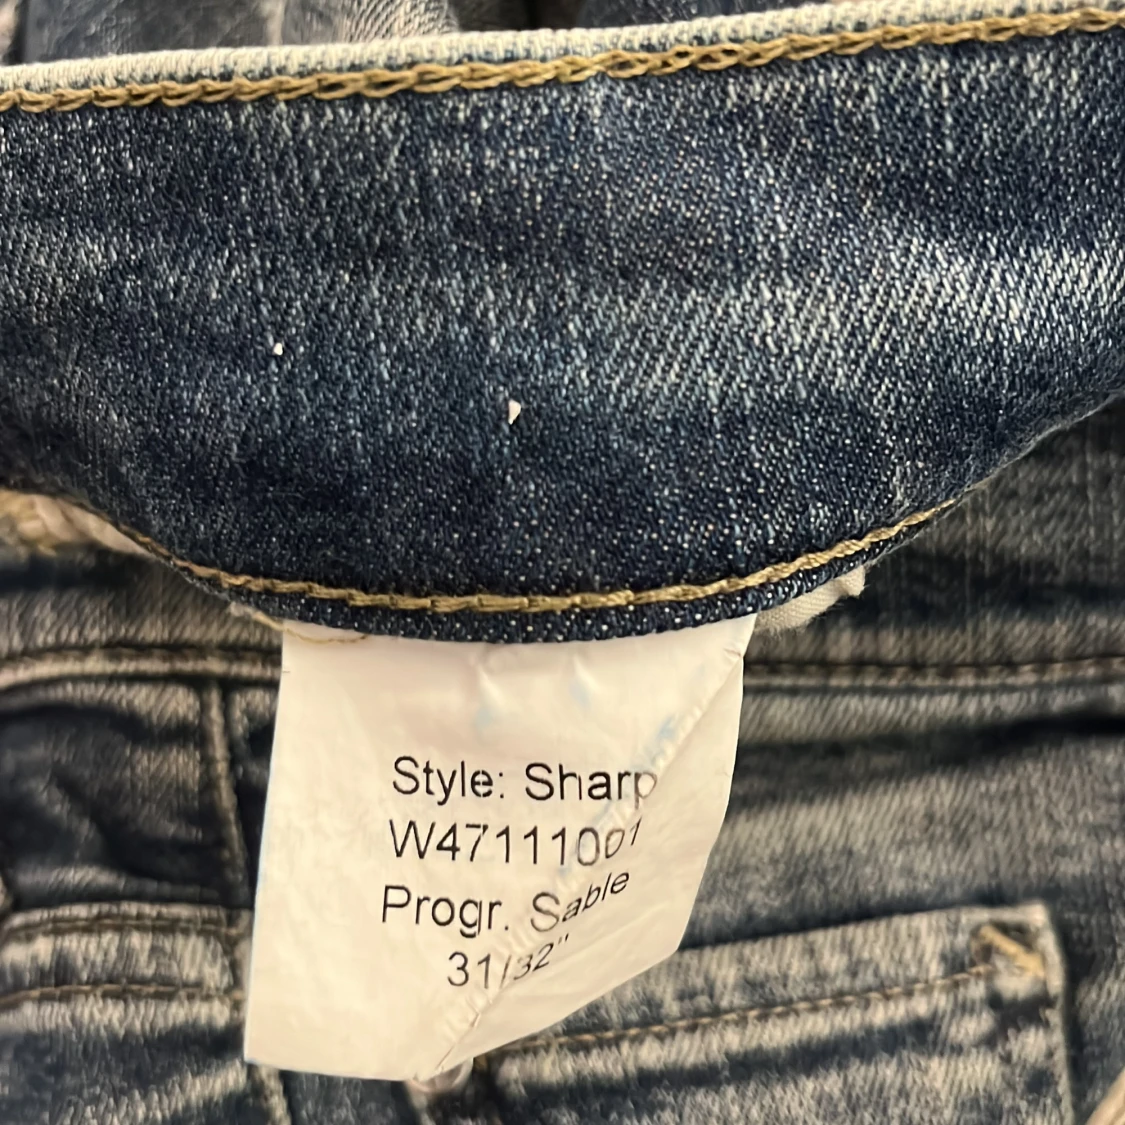 Style: Sharp
W47111001
Progr. Sable
31/32"